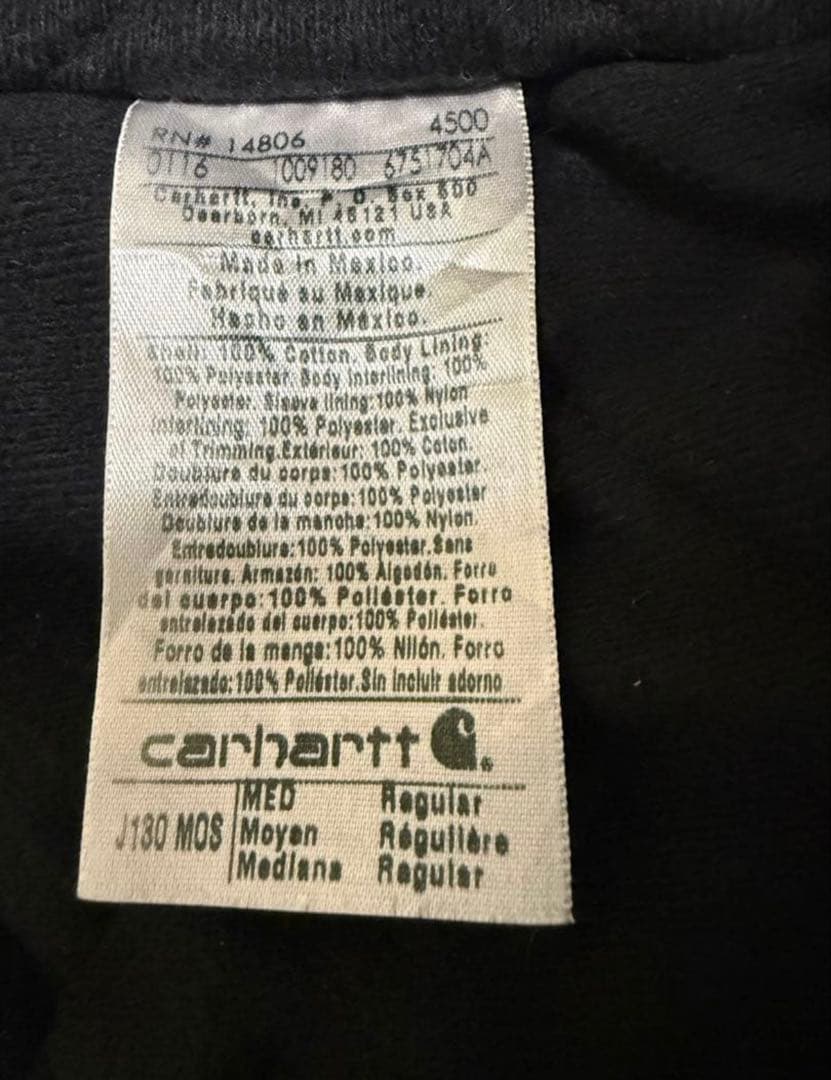 RN# 14806 4500
0116 1009180 6751704A
Carhartt, Inc. P. O. Box 600
Dearborn, MI 48121 USA
carhartt.com
Made in Mexico.
Fabriqué au Mexique.
Hecho en México.
Shell: 100% Cotton. Body Lining:
100% Polyester. Body Interlining: 100%
Polyester. Sleeve lining:100% Nylon
Interlining: 100% Polyester. Exclusive
of Trimming.Extérieur: 100% Coton.
Doublure du corps:100% Polyester.
Entredoublure du corps:100% Polyester
Doublure de la manche:100% Nylon.
Entredoublure:100% Polyester.Sans
garniture. Armazón: 100% Algodón. Forro
del cuerpo:100% Poliéster. Forro
entrelazado del cuerpo:100% Poliéster.
Forro de la manga:100% Nilón. Forro
entrelazado:100% Poliéster.Sin incluir adorno
carhartt
J130 MOS MED Regular
Moyen Régulière
Mediana Regular